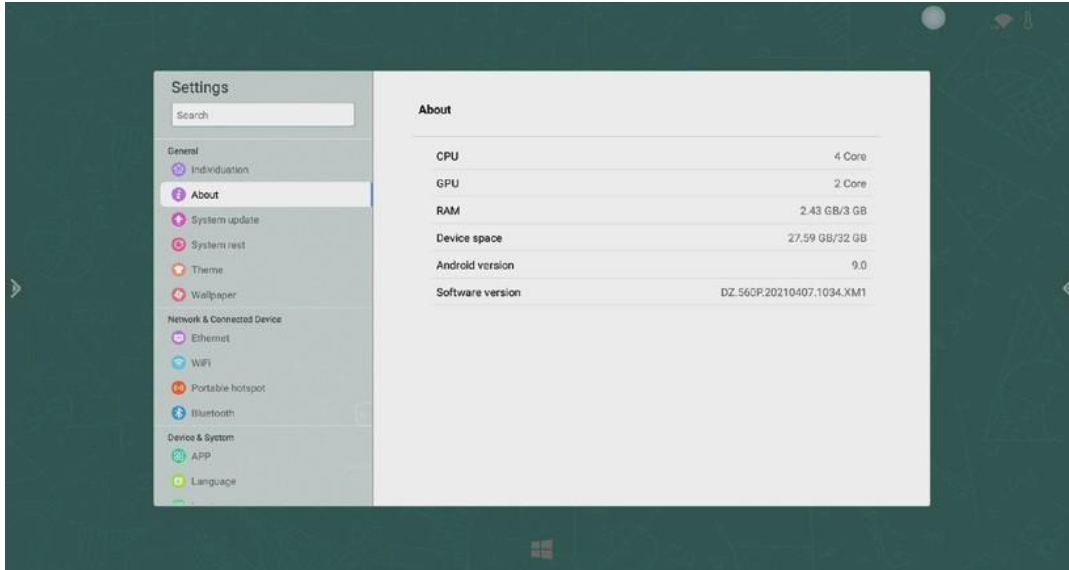 Settings
Search
General
Individuation
About
System update
System rest
Theme
Wallpaper
Network & Connected Device
Ethernet
WiFi
Portable hotspot
Bluetooth
Device & System
APP
Language
About
CPU 4 Core
GPU 2 Core
RAM 2.43 GB/3 GB
Device space 27.59 GB/32 GB
Android version 9.0
Software version DZ.560P.20210407.1034.XM1